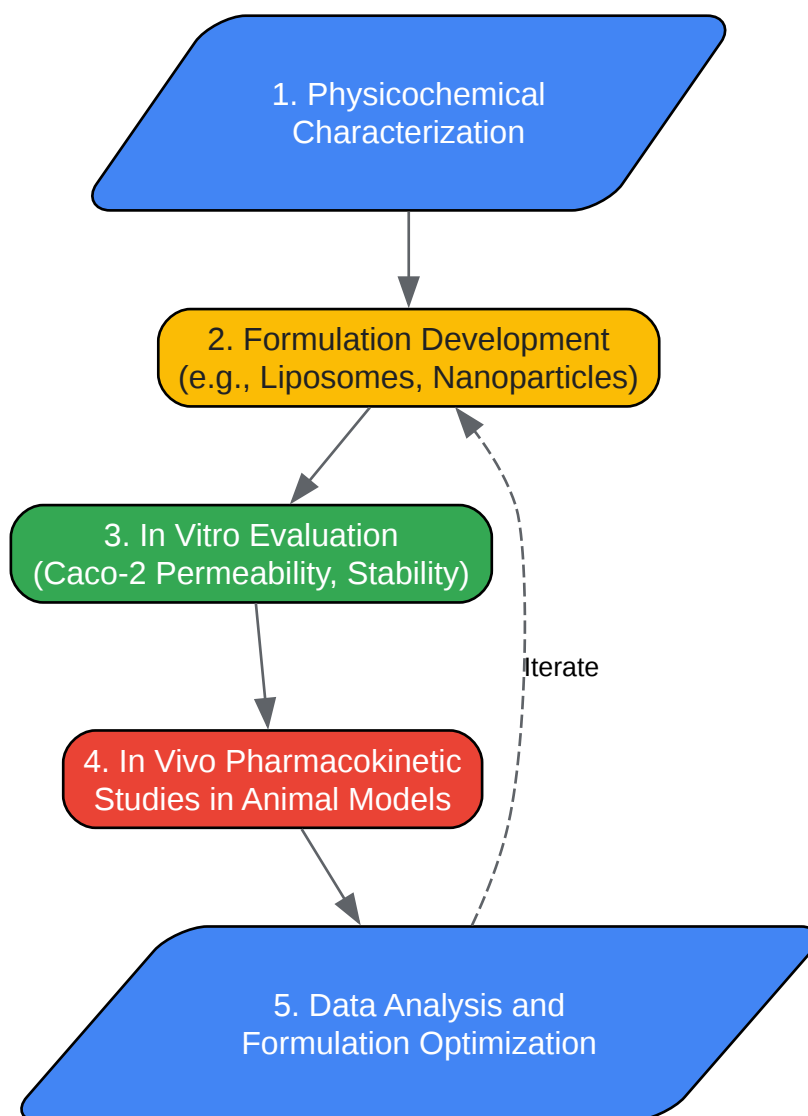 1. Physicochemical
Characterization
2. Formulation Development
(e.g., Liposomes, Nanoparticles)
3. In Vitro Evaluation
(Caco-2 Permeability, Stability)
Iterate
4. In Vivo Pharmacokinetic
Studies in Animal Models
5. Data Analysis and
Formulation Optimization